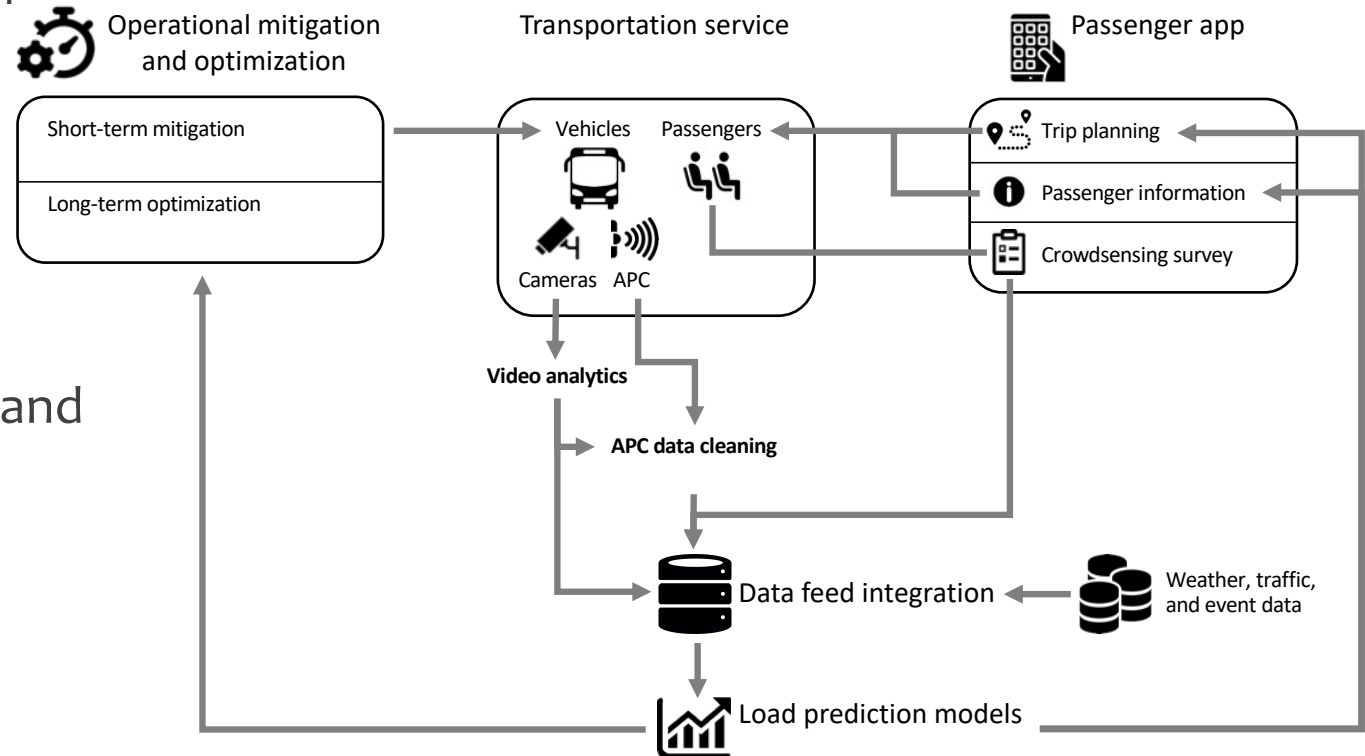 Operational mitigation
and optimization
Transportation service
Passenger app
Short-term mitigation
Long-term optimization
Vehicles
Passengers
Cameras
APC
Trip planning
Passenger information
Crowdsensing survey
and
Video analytics
APC data cleaning
Data feed integration
Weather, traffic,
and event data
Load prediction models